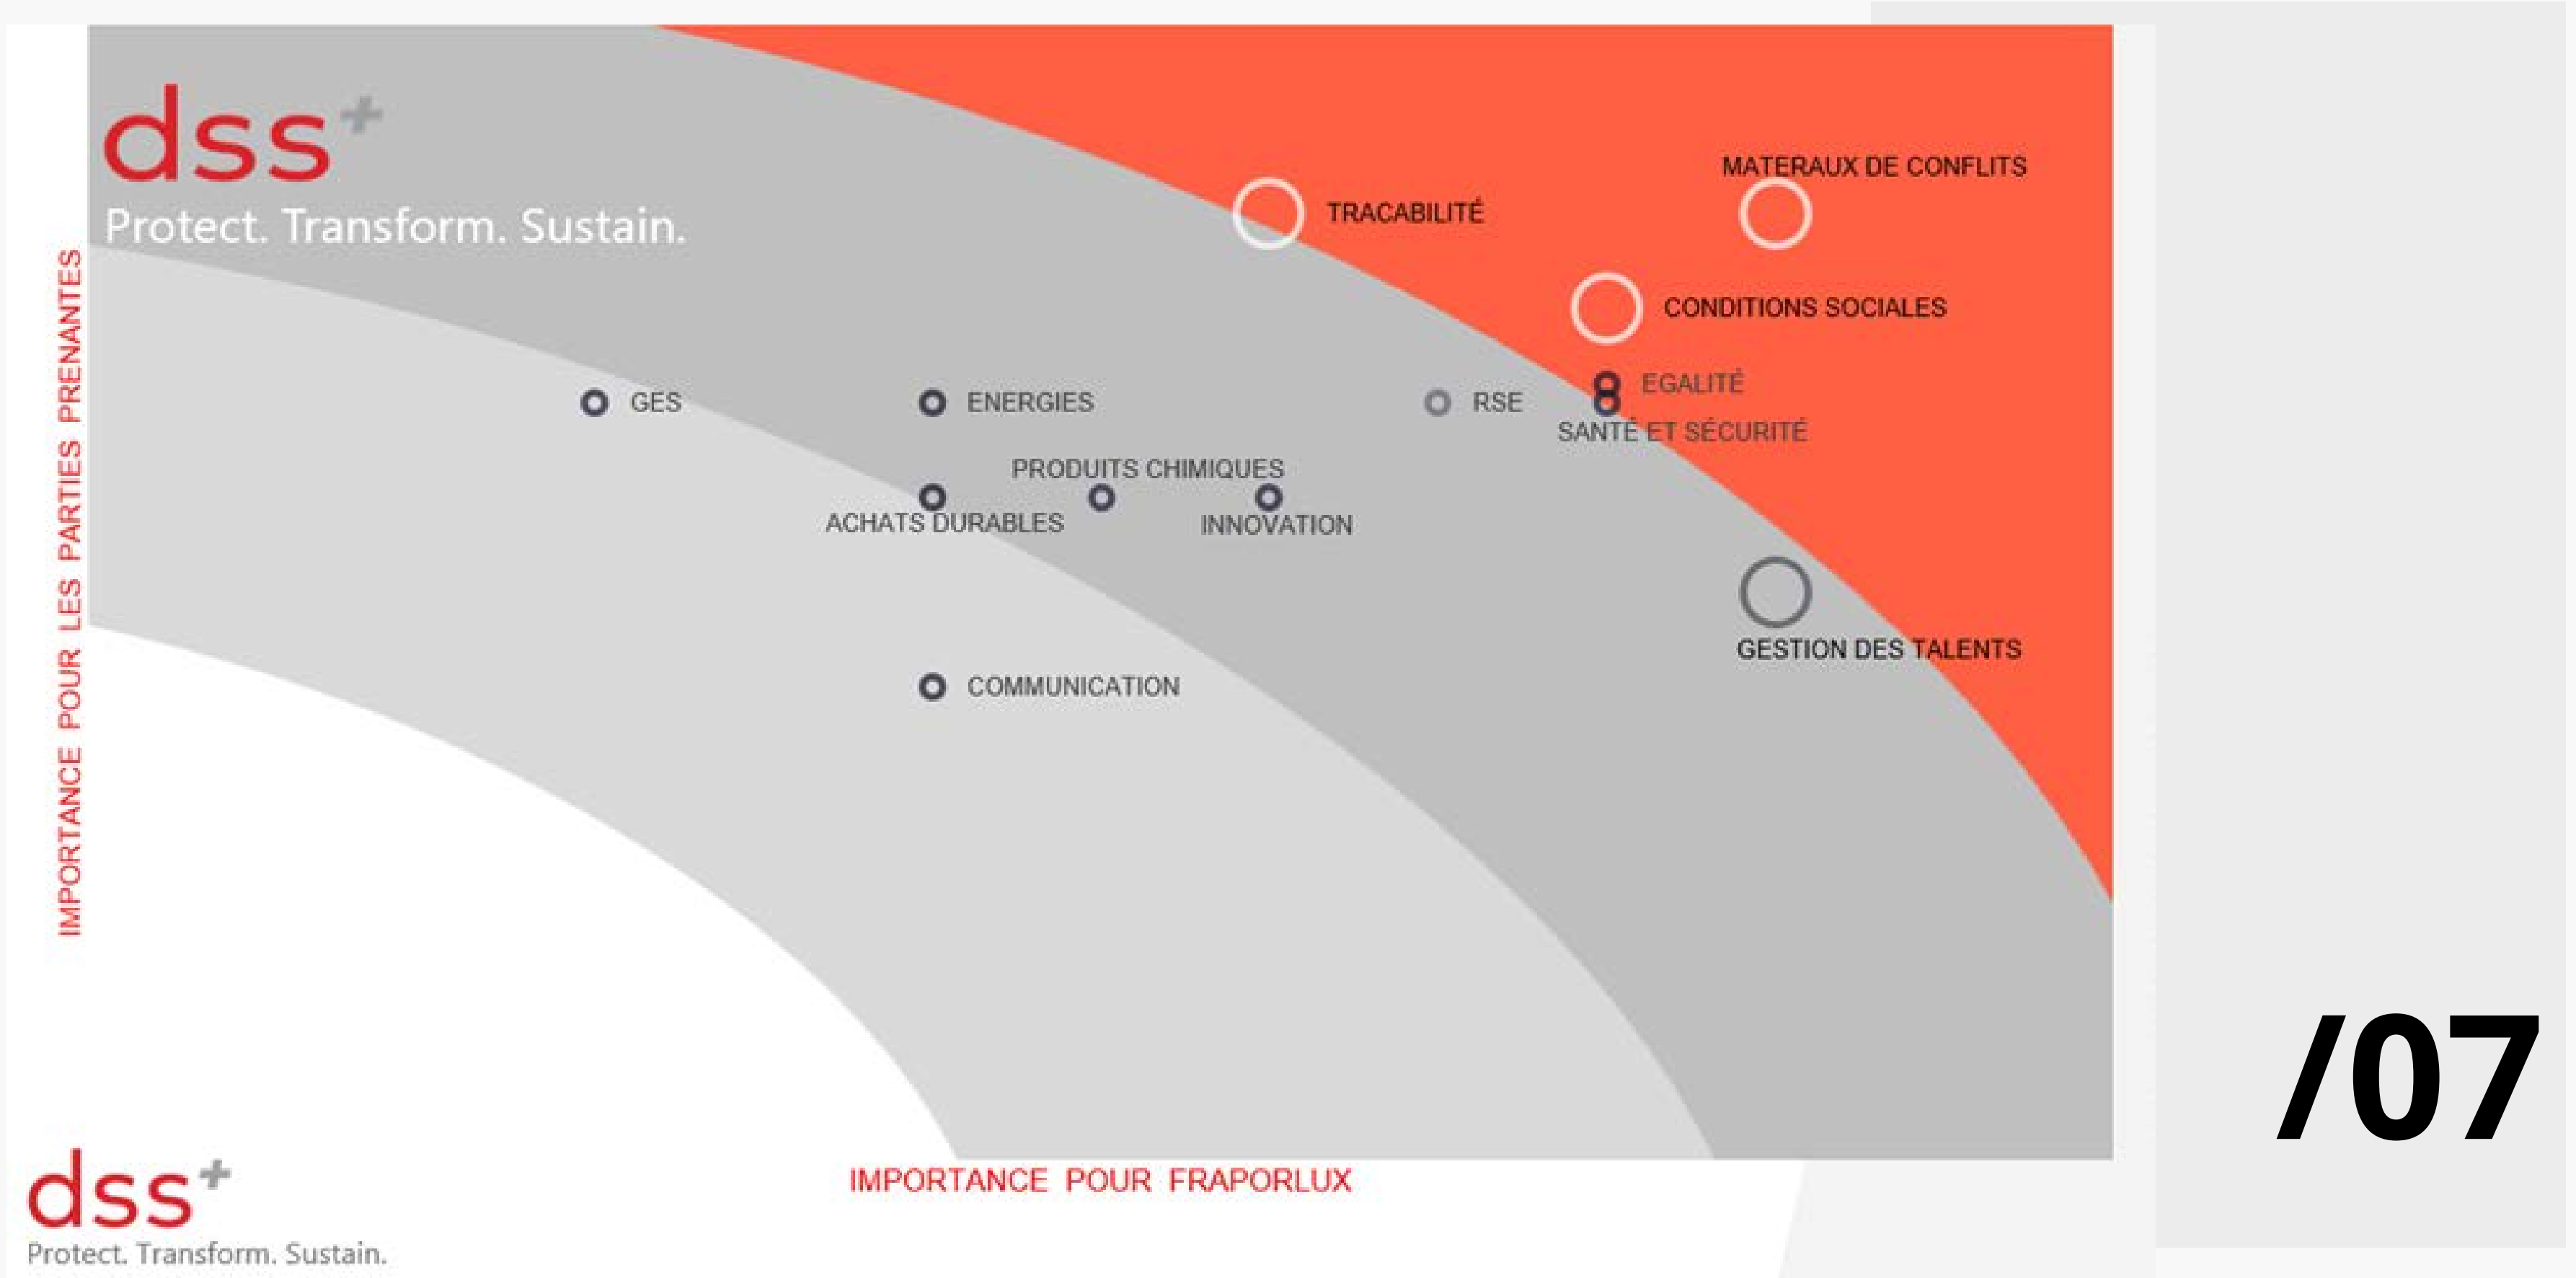 dss+
Protect. Transform. Sustain.
IMPORTANCE POUR LES PARTIES PRENANTES
MATERAUX DE CONFLITS
TRACABILITÉ
CONDITIONS SOCIALES
EGALITÉ
GES
ENERGIES
RSE
SANTÉ ET SÉCURITÉ
PRODUITS CHIMIQUES
ACHATS DURABLES
INNOVATION
GESTION DES TALENTS
COMMUNICATION
/07
IMPORTANCE POUR FRAPORLUX
dss+
Protect. Transform. Sustain.